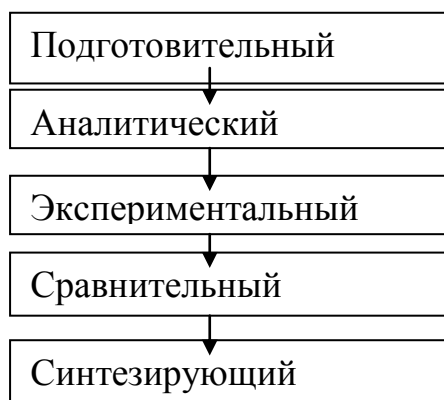 Подготовительный
Аналитический
Экспериментальный
Сравнительный
Синтезирующий